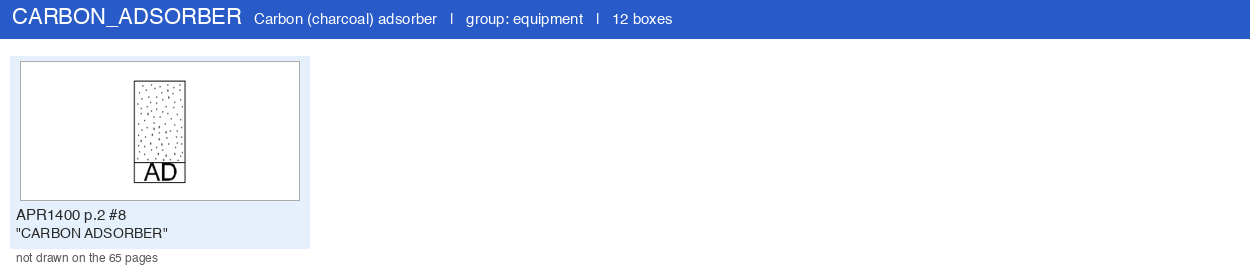 CARBON_ADSORBER Carbon (charcoal) adsorber | group: equipment | 12 boxes
AD
APR1400 p.2 #8
"CARBON ADSORBER"
not drawn on the 65 pages